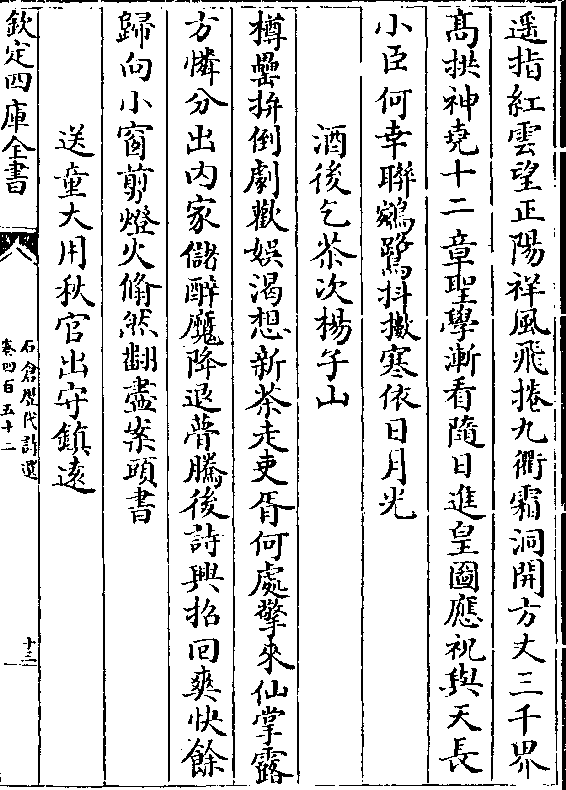 遥指紅雲望正陽祥風飛捲九衢霜洞開方丈三千界
髙拱神堯十二章聖學漸看隨日進皇圖應祝與天長
小臣何幸聯鵷鷺抖擻寒依日月光
酒後乞茶次楊子山
樽罍拚倒劇歡娱渴想新茶走吏胥何處擎來仙掌露
方憐分出内家儲醉魔降退夢騰後詩興招回爽快餘
歸向小窗剪燈火翛然翻盡案頭書
送童大用秋官出守鎮逺
欽定四庫全書
石倉歷代詩選
卷四百五十二
十三